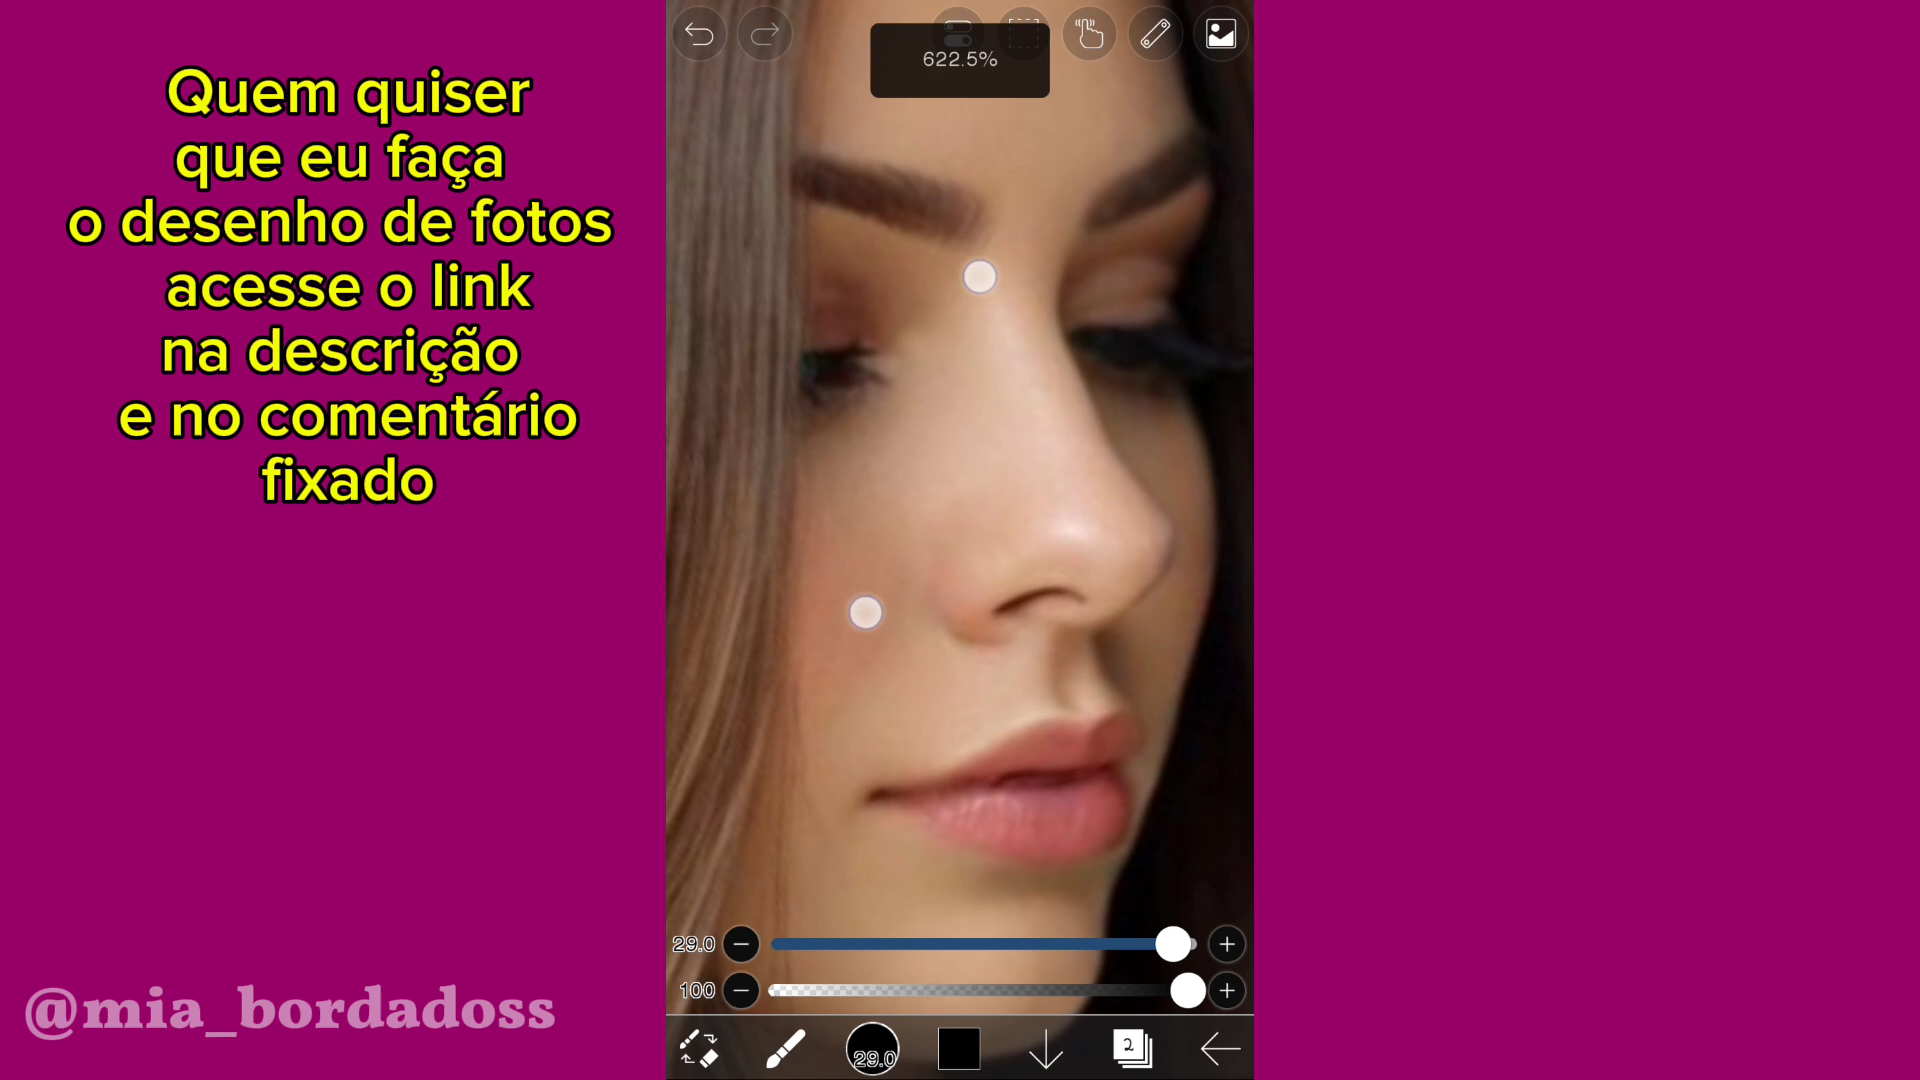 Quem quiser
que eu faça
o desenho de fotos
acesse o link
na descrição
e no comentário
fixado
622.5%
29.0
100
29.0
2
@mia_bordadoss